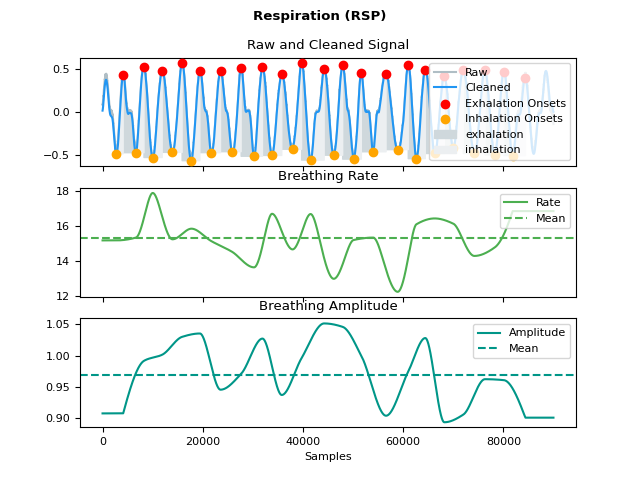 Respiration (RSP)
Raw and Cleaned Signal
0.5
0.0
−0.5
Raw
Cleaned
Exhalation Onsets
Inhalation Onsets
exhalation
inhalation
Breathing Rate
18
16
14
12
Rate
Mean
Breathing Amplitude
1.05
1.00
0.95
0.90
Amplitude
Mean
0 20000 40000 60000 80000
Samples